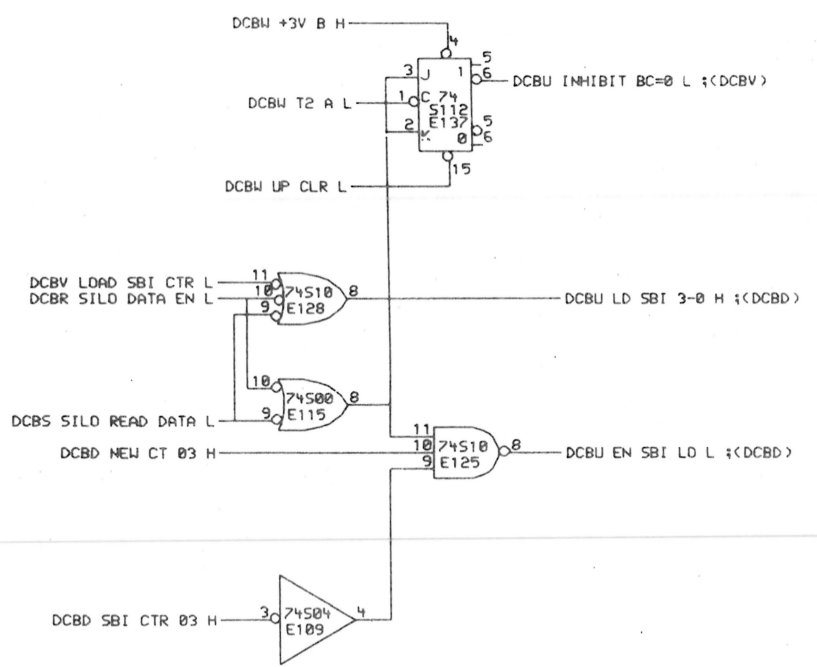 DCBW +3V B H
4
5
3 J 1 6 DCBU INHIBIT BC=0 L ;(DCBV)
DCBW T2 A L 1 C 74
S112
2 E137 5
K 0 6
15
DCBW UP CLR L
DCBV LOAD SBI CTR L 11
DCBR SILO DATA EN L 10 74S10 8 DCBU LD SBI 3-0 H ;(DCBD)
9 E128
10 74S00 8
DCBS SILO READ DATA L 9 E115
11
DCBD NEW CT 03 H 10 74S10 8 DCBU EN SBI LO L ;(DCBD)
9 E125
DCBD SBI CTR 03 H 3 74S04 4
E109